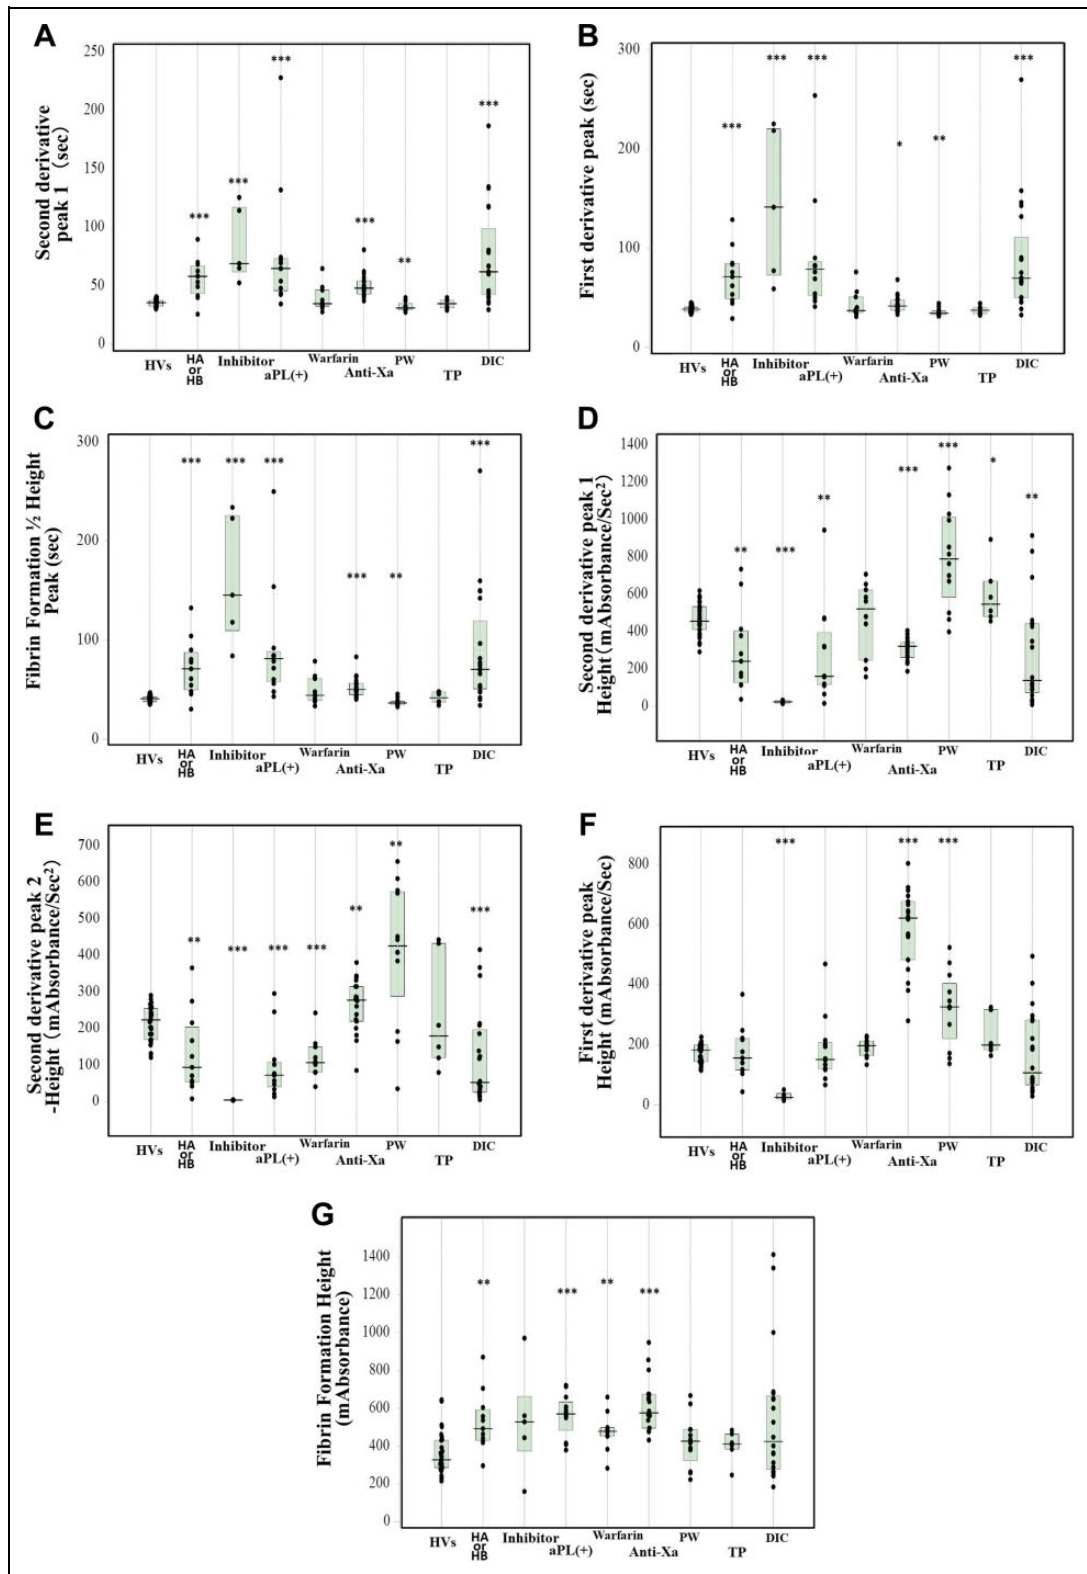 A
Second derivative
peak 1 (sec)
250
200
150
100
50
0
*** *** *** *** ** ***
HVs HA or HB Inhibitor aPL(+) Warfarin Anti-Xa PW TP DIC
B
First derivative peak (sec)
300
200
100
0
*** *** *** * ** ***
HVs HA or HB Inhibitor aPL(+) Warfarin Anti-Xa PW TP DIC
C
Fibrin Formation ½ Height
Peak (sec)
300
200
100
0
*** *** *** *** ** ***
HVs HA or HB Inhibitor aPL(+) Warfarin Anti-Xa PW TP DIC
D
Second derivative peak 1
Height (mAbsorbance/Sec²)
1400
1200
1000
800
600
400
200
0
** *** ** *** *** * **
HVs HA or HB Inhibitor aPL(+) Warfarin Anti-Xa PW TP DIC
E
Second derivative peak 2
-Height (mAbsorbance/Sec²)
700
600
500
400
300
200
100
0
** *** *** *** ** ** ***
HVs HA or HB Inhibitor aPL(+) Warfarin Anti-Xa PW TP DIC
F
First derivative peak
Height (mAbsorbance/Sec)
800
600
400
200
0
*** *** ***
HVs HA or HB Inhibitor aPL(+) Warfarin Anti-Xa PW TP DIC
G
Fibrin Formation Height
(mAbsorbance)
1400
1200
1000
800
600
400
200
0
** *** ** ***
HVs HA or HB Inhibitor aPL(+) Warfarin Anti-Xa PW TP DIC